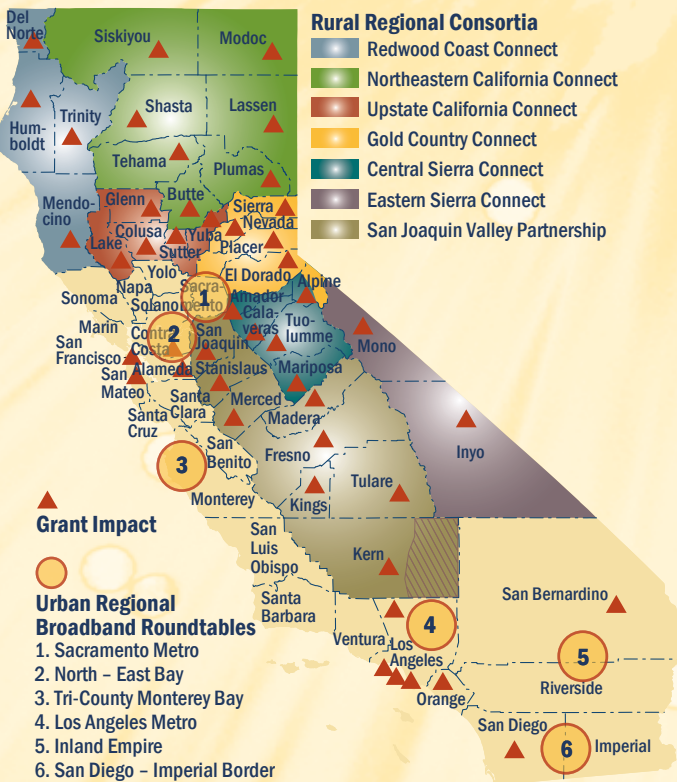 Del
Norte
Siskiyou
Modoc
Hum-
boldt
Trinity
Shasta
Lassen
Tehama
Plumas
Mendo-
cino
Glenn
Butte
Sierra
Nevada
Colusa
Yuba
Lake
Sutter
Placer
Yolo
El Dorado
Napa
Sonoma
Solano
Sacra-
mento
1
Amador
Alpine
Marin
Contra
Costa
2
San
Joaquin
Cala-
veras
Tuo-
lumme
Mono
San
Francisco
Alameda
Stanislaus
Mariposa
San
Mateo
Santa
Clara
Merced
Madera
Inyo
Santa
Cruz
San
Benito
3
Fresno
Tulare
Monterey
Kings
San
Luis
Obispo
Kern
Santa
Barbara
San Bernardino
Ventura
Los
Angeles
4
5
Orange
Riverside
San Diego
6
Imperial
Rural Regional Consortia
Redwood Coast Connect
Northeastern California Connect
Upstate California Connect
Gold Country Connect
Central Sierra Connect
Eastern Sierra Connect
San Joaquin Valley Partnership
Grant Impact
Urban Regional
Broadband Roundtables
1. Sacramento Metro
2. North – East Bay
3. Tri-County Monterey Bay
4. Los Angeles Metro
5. Inland Empire
6. San Diego – Imperial Border